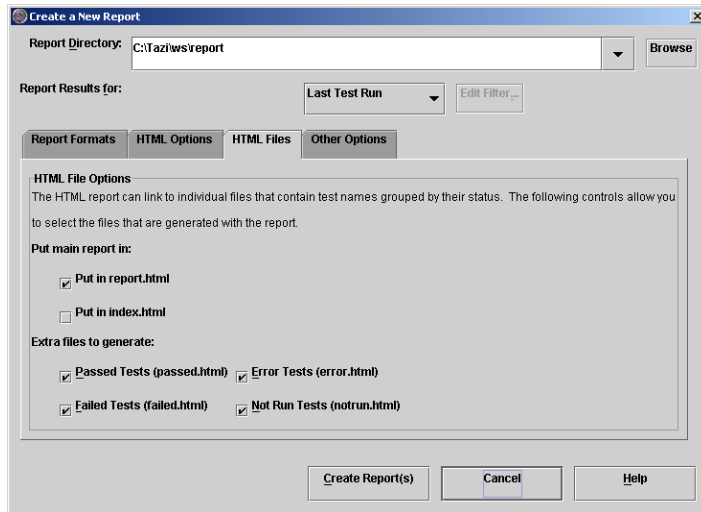 Create a New Report
Report Directory: C:\Tazi\ws\report Browse
Report Results for: Last Test Run Edit Filter...
Report Formats HTML Options HTML Files Other Options
HTML File Options
The HTML report can link to individual files that contain test names grouped by their status. The following controls allow you
to select the files that are generated with the report.
Put main report in:
Put in report.html
Put in index.html
Extra files to generate:
Passed Tests (passed.html) Error Tests (error.html)
Failed Tests (failed.html) Not Run Tests (notrun.html)
Create Report(s) Cancel Help